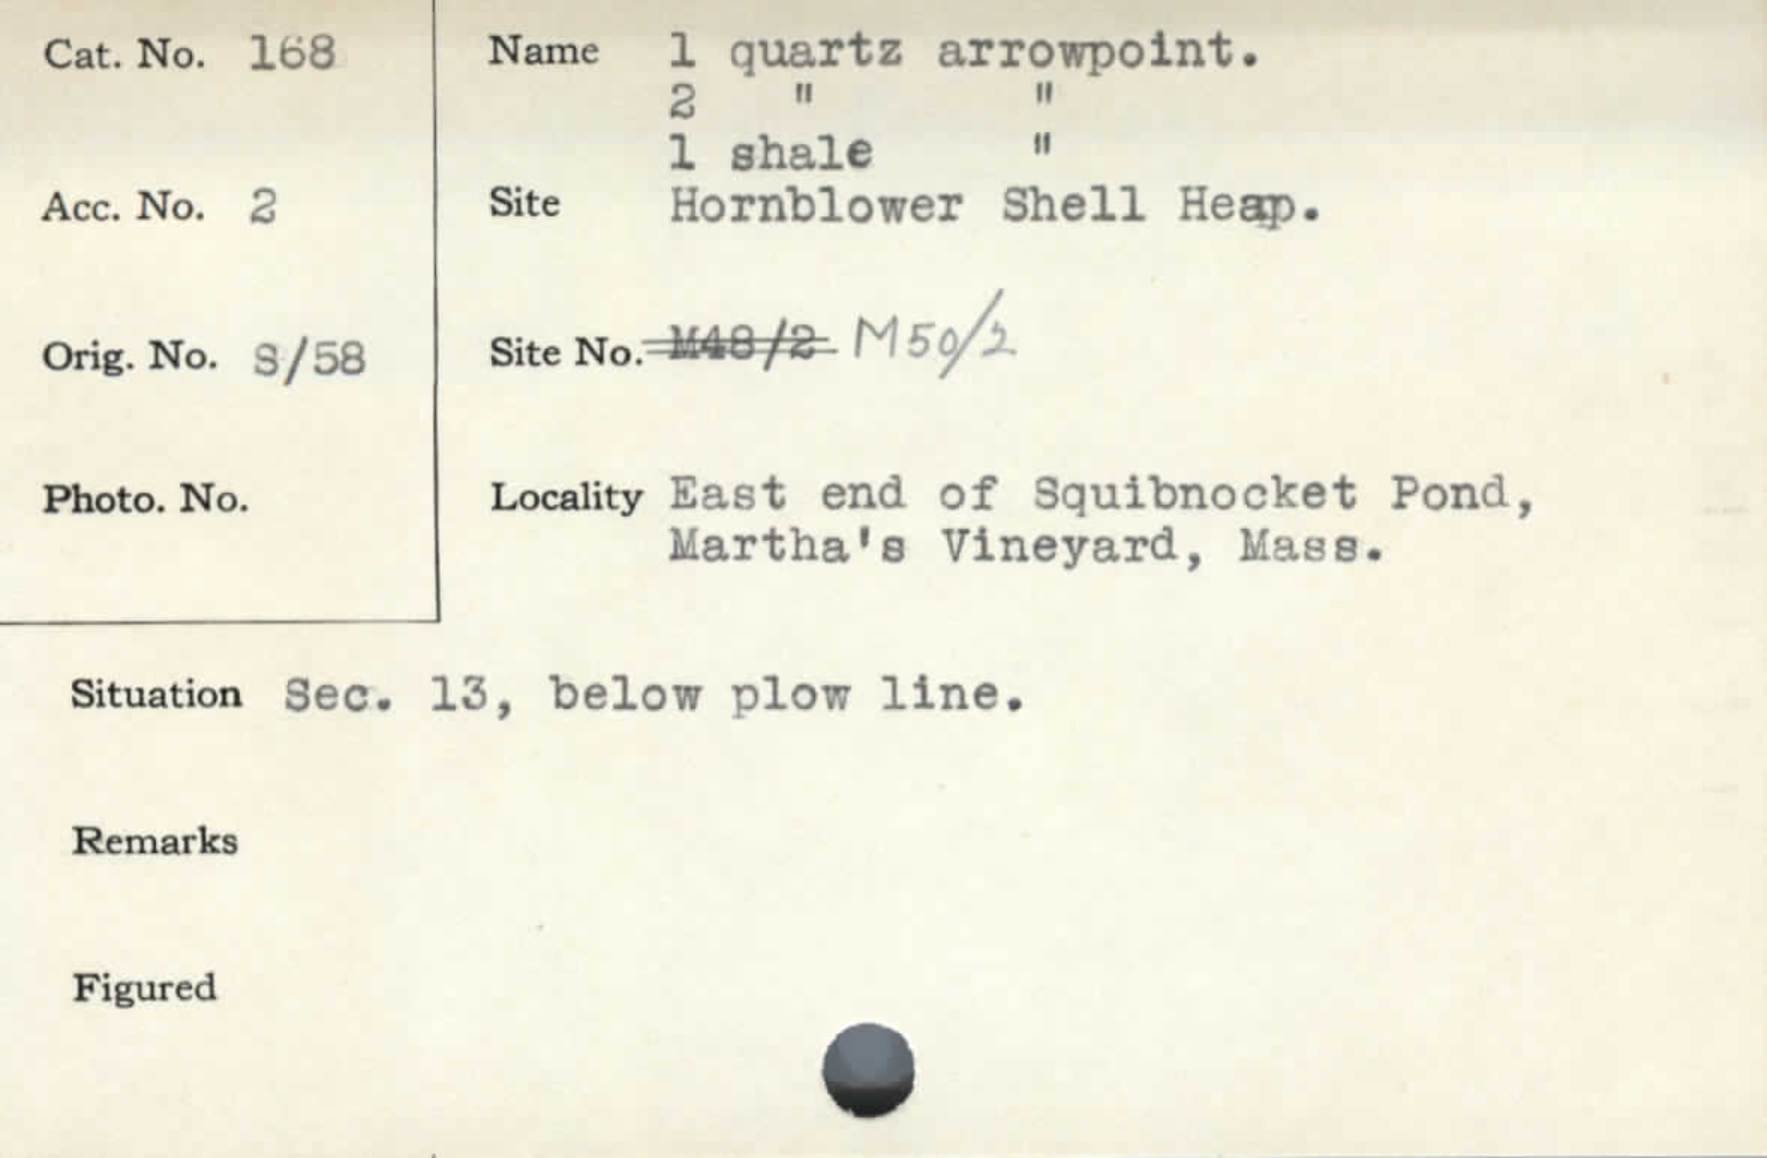 Cat. No. 168
Name 1 quartz arrowpoint.
2 " "
1 shale "
Acc. No. 2
Site Hornblower Shell Heap.
Orig. No. S/58
Site No. M48/2 M50/2
Photo. No.
Locality East end of Squibnocket Pond,
Martha's Vineyard, Mass.
Situation Sec. 13, below plow line.
Remarks
Figured